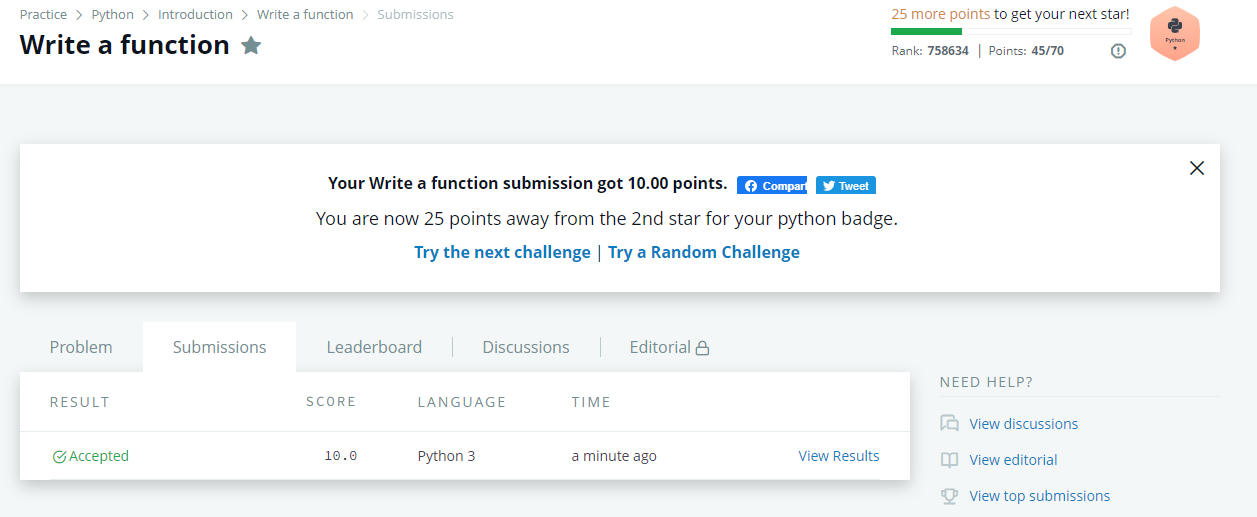 Practice > Python > Introduction > Write a function > Submissions
Write a function
25 more points to get your next star!
Rank: 758634 | Points: 45/70
Python
Your Write a function submission got 10.00 points. Compart Tweet
You are now 25 points away from the 2nd star for your python badge.
Try the next challenge | Try a Random Challenge
Problem Submissions Leaderboard Discussions Editorial
RESULT SCORE LANGUAGE TIME
Accepted 10.0 Python 3 a minute ago View Results
NEED HELP?
View discussions
View editorial
View top submissions